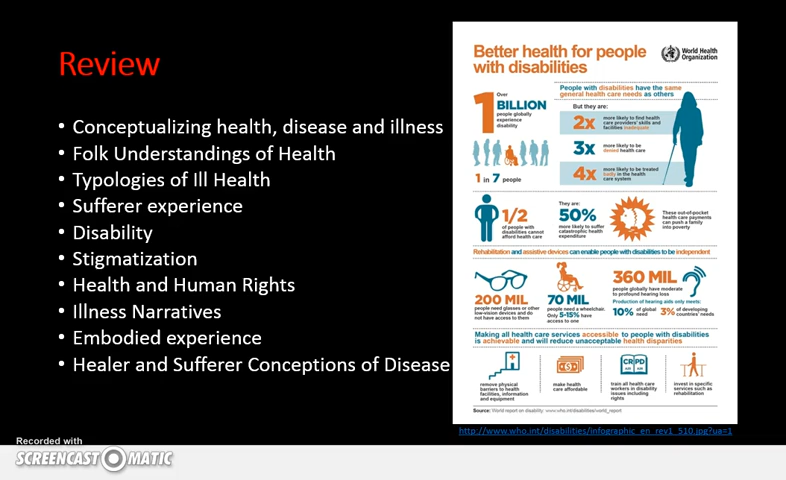 Review
• Conceptualizing health, disease and illness
• Folk Understandings of Health
• Typologies of Ill Health
• Sufferer experience
• Disability
• Stigmatization
• Health and Human Rights
• Illness Narratives
• Embodied experience
• Healer and Sufferer Conceptions of Disease
Better health for people
with disabilities
World Health
Organization
Over
1 BILLION
people globally
experience
disability
1 in 7 people
People with disabilities have the same
general health care needs as others
But they are:
2x
more likely to find health
care providers' skills and
facilities inadequate
3x
more likely to be
denied health care
4x
more likely to be treated
badly in the health
care system
1/2
of people with
disabilities cannot
afford health care
They are:
50%
more likely to suffer
catastrophic health
expenditure
These out-of-pocket
health care payments
can push a family
into poverty
Rehabilitation and assistive devices can enable people with disabilities to be independent
200 MIL
people need glasses or other
low-vision devices and do
not have access to them
70 MIL
people need a wheelchair.
Only 5-15% have
access to one
360 MIL
people globally have moderate
to profound hearing loss
Production of hearing aids only meets:
10% of global
need
3% of developing
countries' needs
Making all health care services accessible to people with disabilities
is achievable and will reduce unacceptable health disparities
remove physical
barriers to health
facilities, information
and equipment
make health
care affordable
CRPD
train all health care
workers in disability
issues including
rights
invest in specific
services such as
rehabilitation
Source: World report on disability: www.who.int/disabilities/world_report
http://www.who.int/disabilities/infographic_en_rev1_510.jpg?ua=1
Recorded with
SCREENCAST MATIC